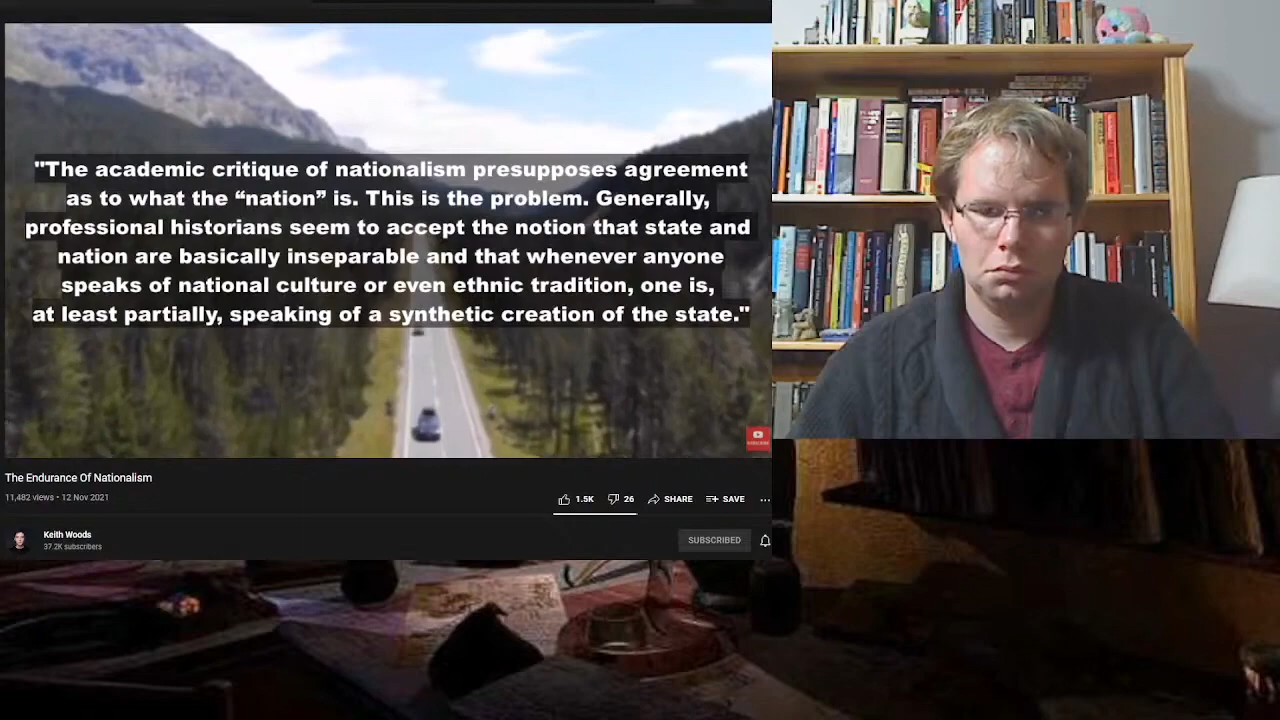 "The academic critique of nationalism presupposes agreement
as to what the “nation” is. This is the problem. Generally,
professional historians seem to accept the notion that state and
nation are basically inseparable and that whenever anyone
speaks of national culture or even ethnic tradition, one is,
at least partially, speaking of a synthetic creation of the state."
SUBSCRIBE
The Endurance Of Nationalism
11,482 views • 12 Nov 2021
1.5K 26 SHARE SAVE
Keith Woods
37.2K subscribers
SUBSCRIBED